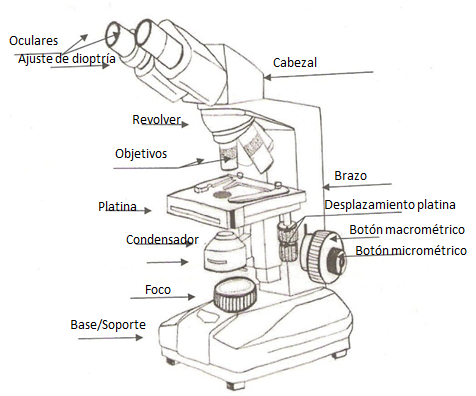 Oculares
Ajuste de dioptría
Cabezal
Revolver
Objetivos
Brazo
Platina
Desplazamiento platina
Botón macrométrico
Condensador
Botón micrométrico
Foco
Base/Soporte